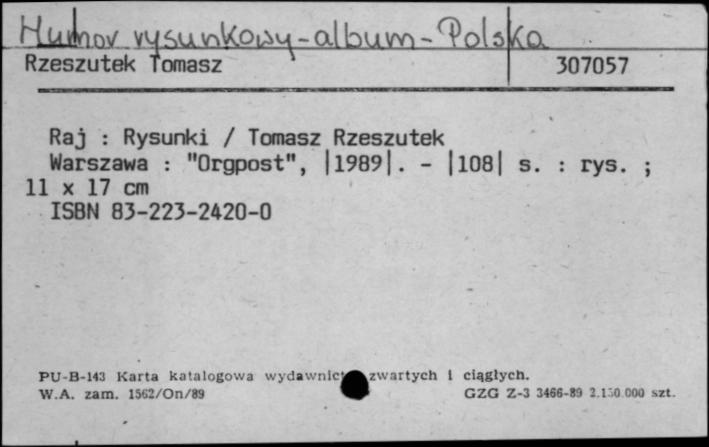 Humor rysunkowy - album - Polska
Rzeszutek Tomasz 307057
Raj : Rysunki / Tomasz Rzeszutek
Warszawa : "Orgpost", |1989|. - |108| s. : rys. ;
11 x 17 cm
ISBN 83-223-2420-0
PU-B-143 Karta katalogowa wydawnict zwartych i ciągłych.
W.A. zam. 1562/On/89 GZG Z-3 3466-89 2.150.000 szt.